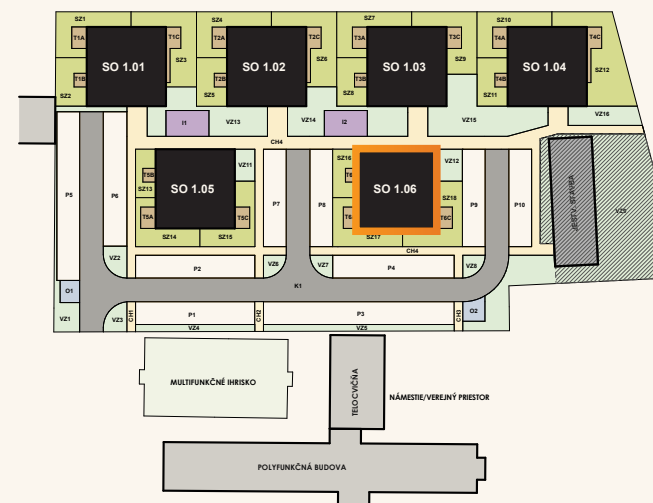 SZ1
SZ4
SZ7
SZ10
T1A
T1C
T2A
T2C
T3A
T3C
T4A
T4C
SO 1.01
SO 1.02
SO 1.03
SO 1.04
SZ3
SZ6
SZ9
SZ12
T1B
T2B
T3B
T4B
SZ2
SZ5
SZ8
SZ11
I1
VZ13
VZ14
I2
VZ15
VZ16
CH4
SZ16
VZ11
VZ12
T5B
SZ13
SO 1.05
SO 1.06
P5
P6
P7
P8
P9
P10
SZ18
T5A
T5C
T6C
SZ14
SZ15
SZ17
CH4
VZ2
VZ6
VZ7
VZ8
P2
P4
K1
O1
O2
VZ1
VZ3
CH1
P1
CH2
P3
CH3
VZ4
VZ5
MULTIFUNKČNÉ IHRISKO
TELOCVIČŇA
NÁMESTIE/VEREJNÝ PRIESTOR
POLYFUNKČNÁ BUDOVA